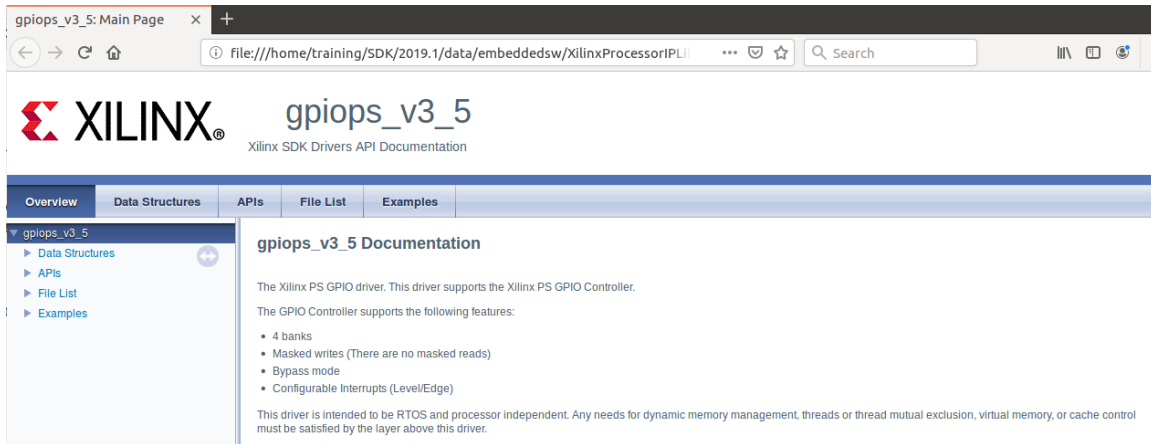 gpiops_v3_5: Main Page
file:///home/training/SDK/2019.1/data/embeddedsw/XilinxProcessorIPLi
Search
XILINX®
gpiops_v3_5
Xilinx SDK Drivers API Documentation
Overview Data Structures APIs File List Examples
gpiops_v3_5
Data Structures
APIs
File List
Examples
gpiops_v3_5 Documentation
The Xilinx PS GPIO driver. This driver supports the Xilinx PS GPIO Controller.
The GPIO Controller supports the following features:
• 4 banks
• Masked writes (There are no masked reads)
• Bypass mode
• Configurable Interrupts (Level/Edge)
This driver is intended to be RTOS and processor independent. Any needs for dynamic memory management, threads or thread mutual exclusion, virtual memory, or cache control
must be satisfied by the layer above this driver.